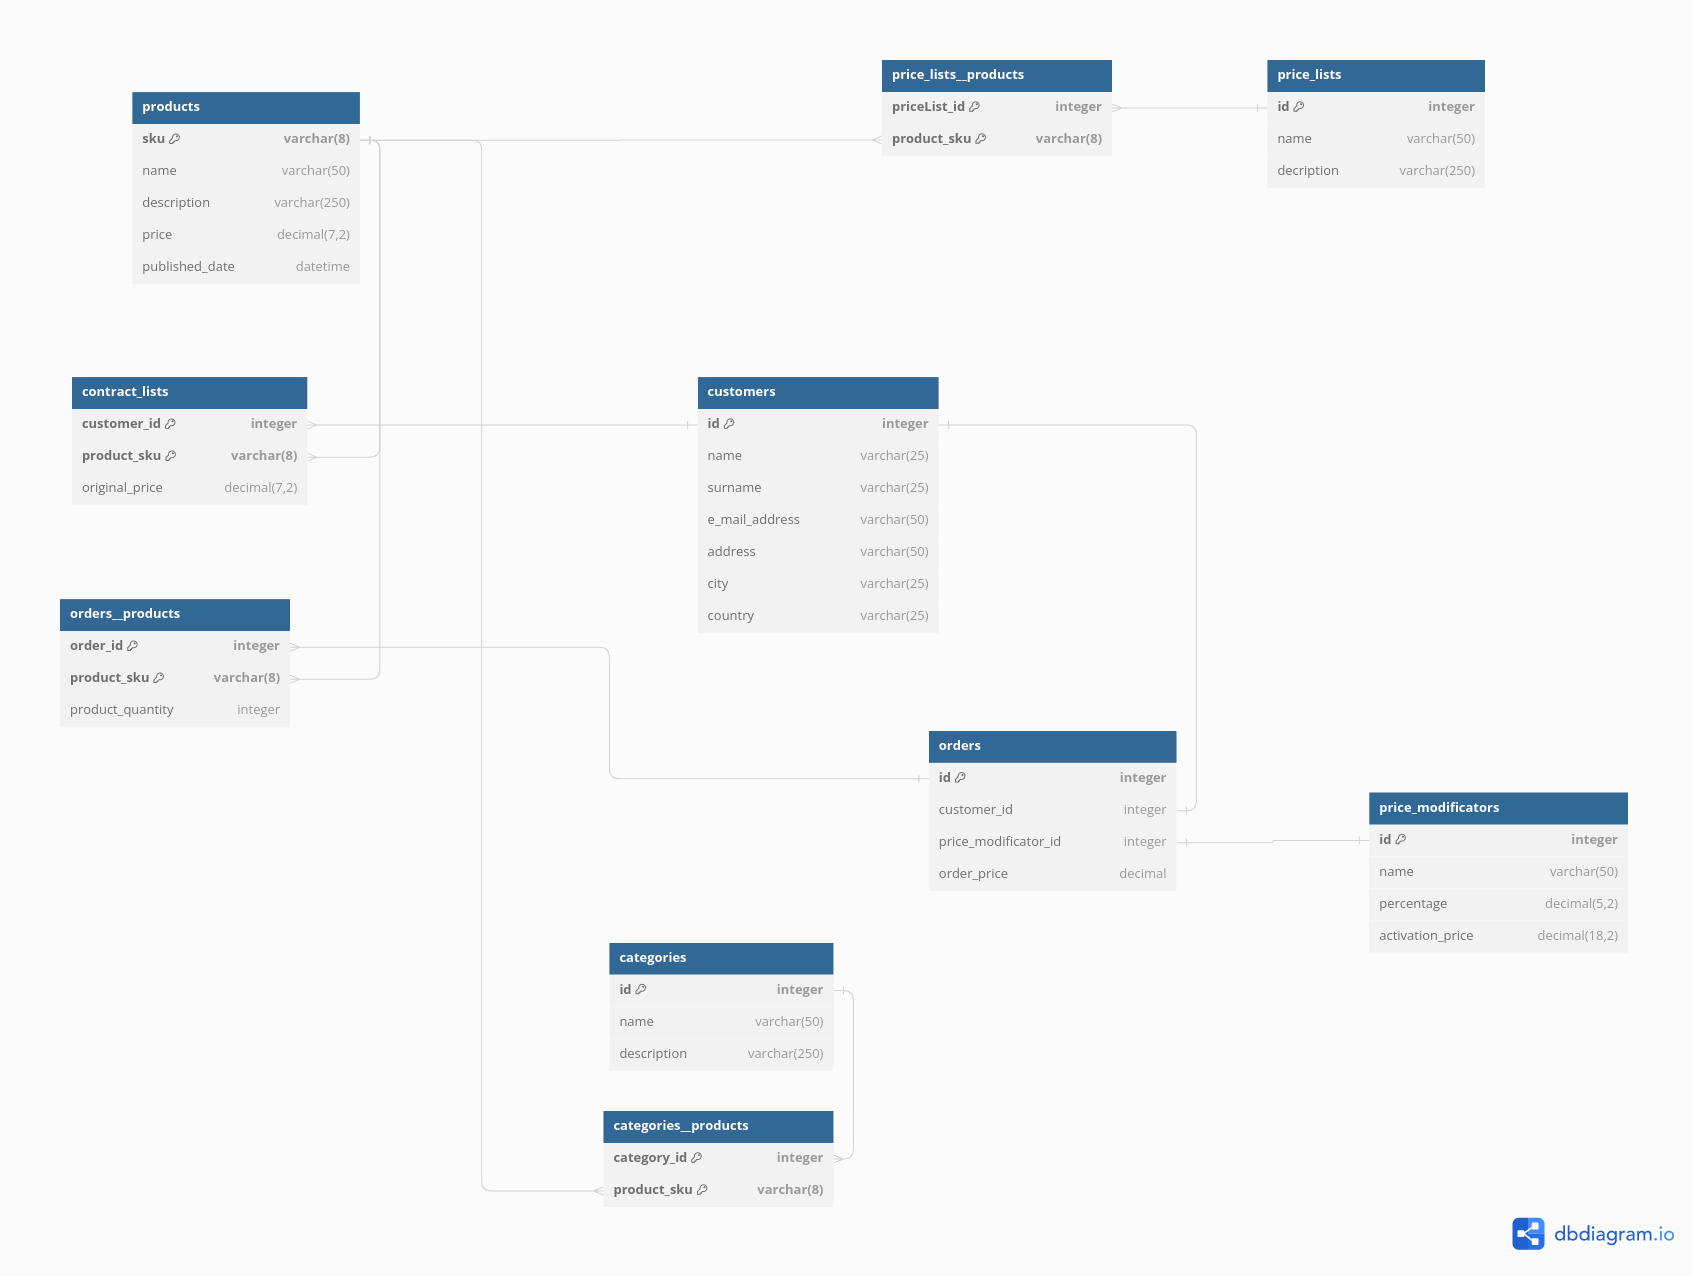 products
sku varchar(8)
name varchar(50)
description varchar(250)
price decimal(7,2)
published_date datetime
price_lists__products
priceList_id integer
product_sku varchar(8)
price_lists
id integer
name varchar(50)
decription varchar(250)
contract_lists
customer_id integer
product_sku varchar(8)
original_price decimal(7,2)
customers
id integer
name varchar(25)
surname varchar(25)
e_mail_address varchar(50)
address varchar(50)
city varchar(25)
country varchar(25)
orders__products
order_id integer
product_sku varchar(8)
product_quantity integer
orders
id integer
customer_id integer
price_modificator_id integer
order_price decimal
price_modificators
id integer
name varchar(50)
percentage decimal(5,2)
activation_price decimal(18,2)
categories
id integer
name varchar(50)
description varchar(250)
categories__products
category_id integer
product_sku varchar(8)
dbdiagram.io